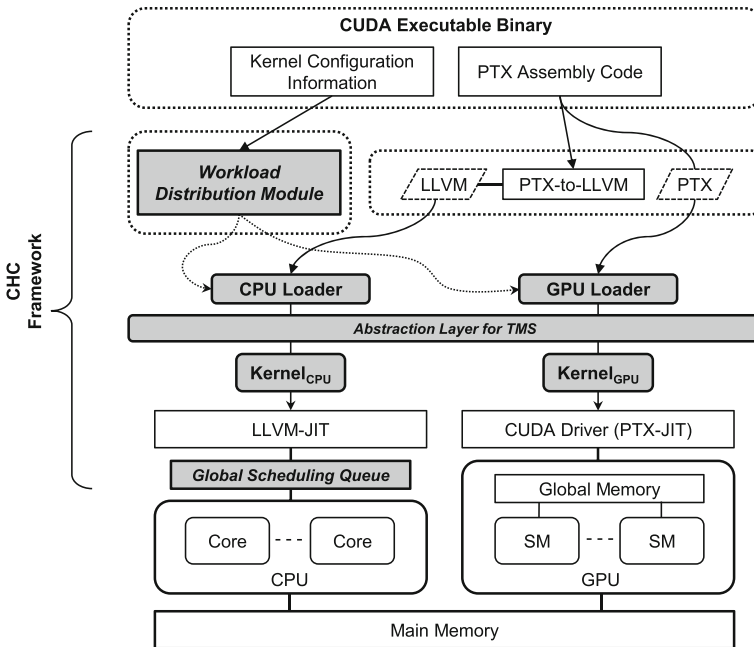 CUDA Executable Binary
Kernel Configuration
Information
PTX Assembly Code
Workload
Distribution Module
LLVM
PTX-to-LLVM
PTX
CHC
Framework
CPU Loader
GPU Loader
Abstraction Layer for TMS
KernelCPU
KernelGPU
LLVM-JIT
CUDA Driver (PTX-JIT)
Global Scheduling Queue
Global Memory
Core
Core
SM
SM
CPU
GPU
Main Memory